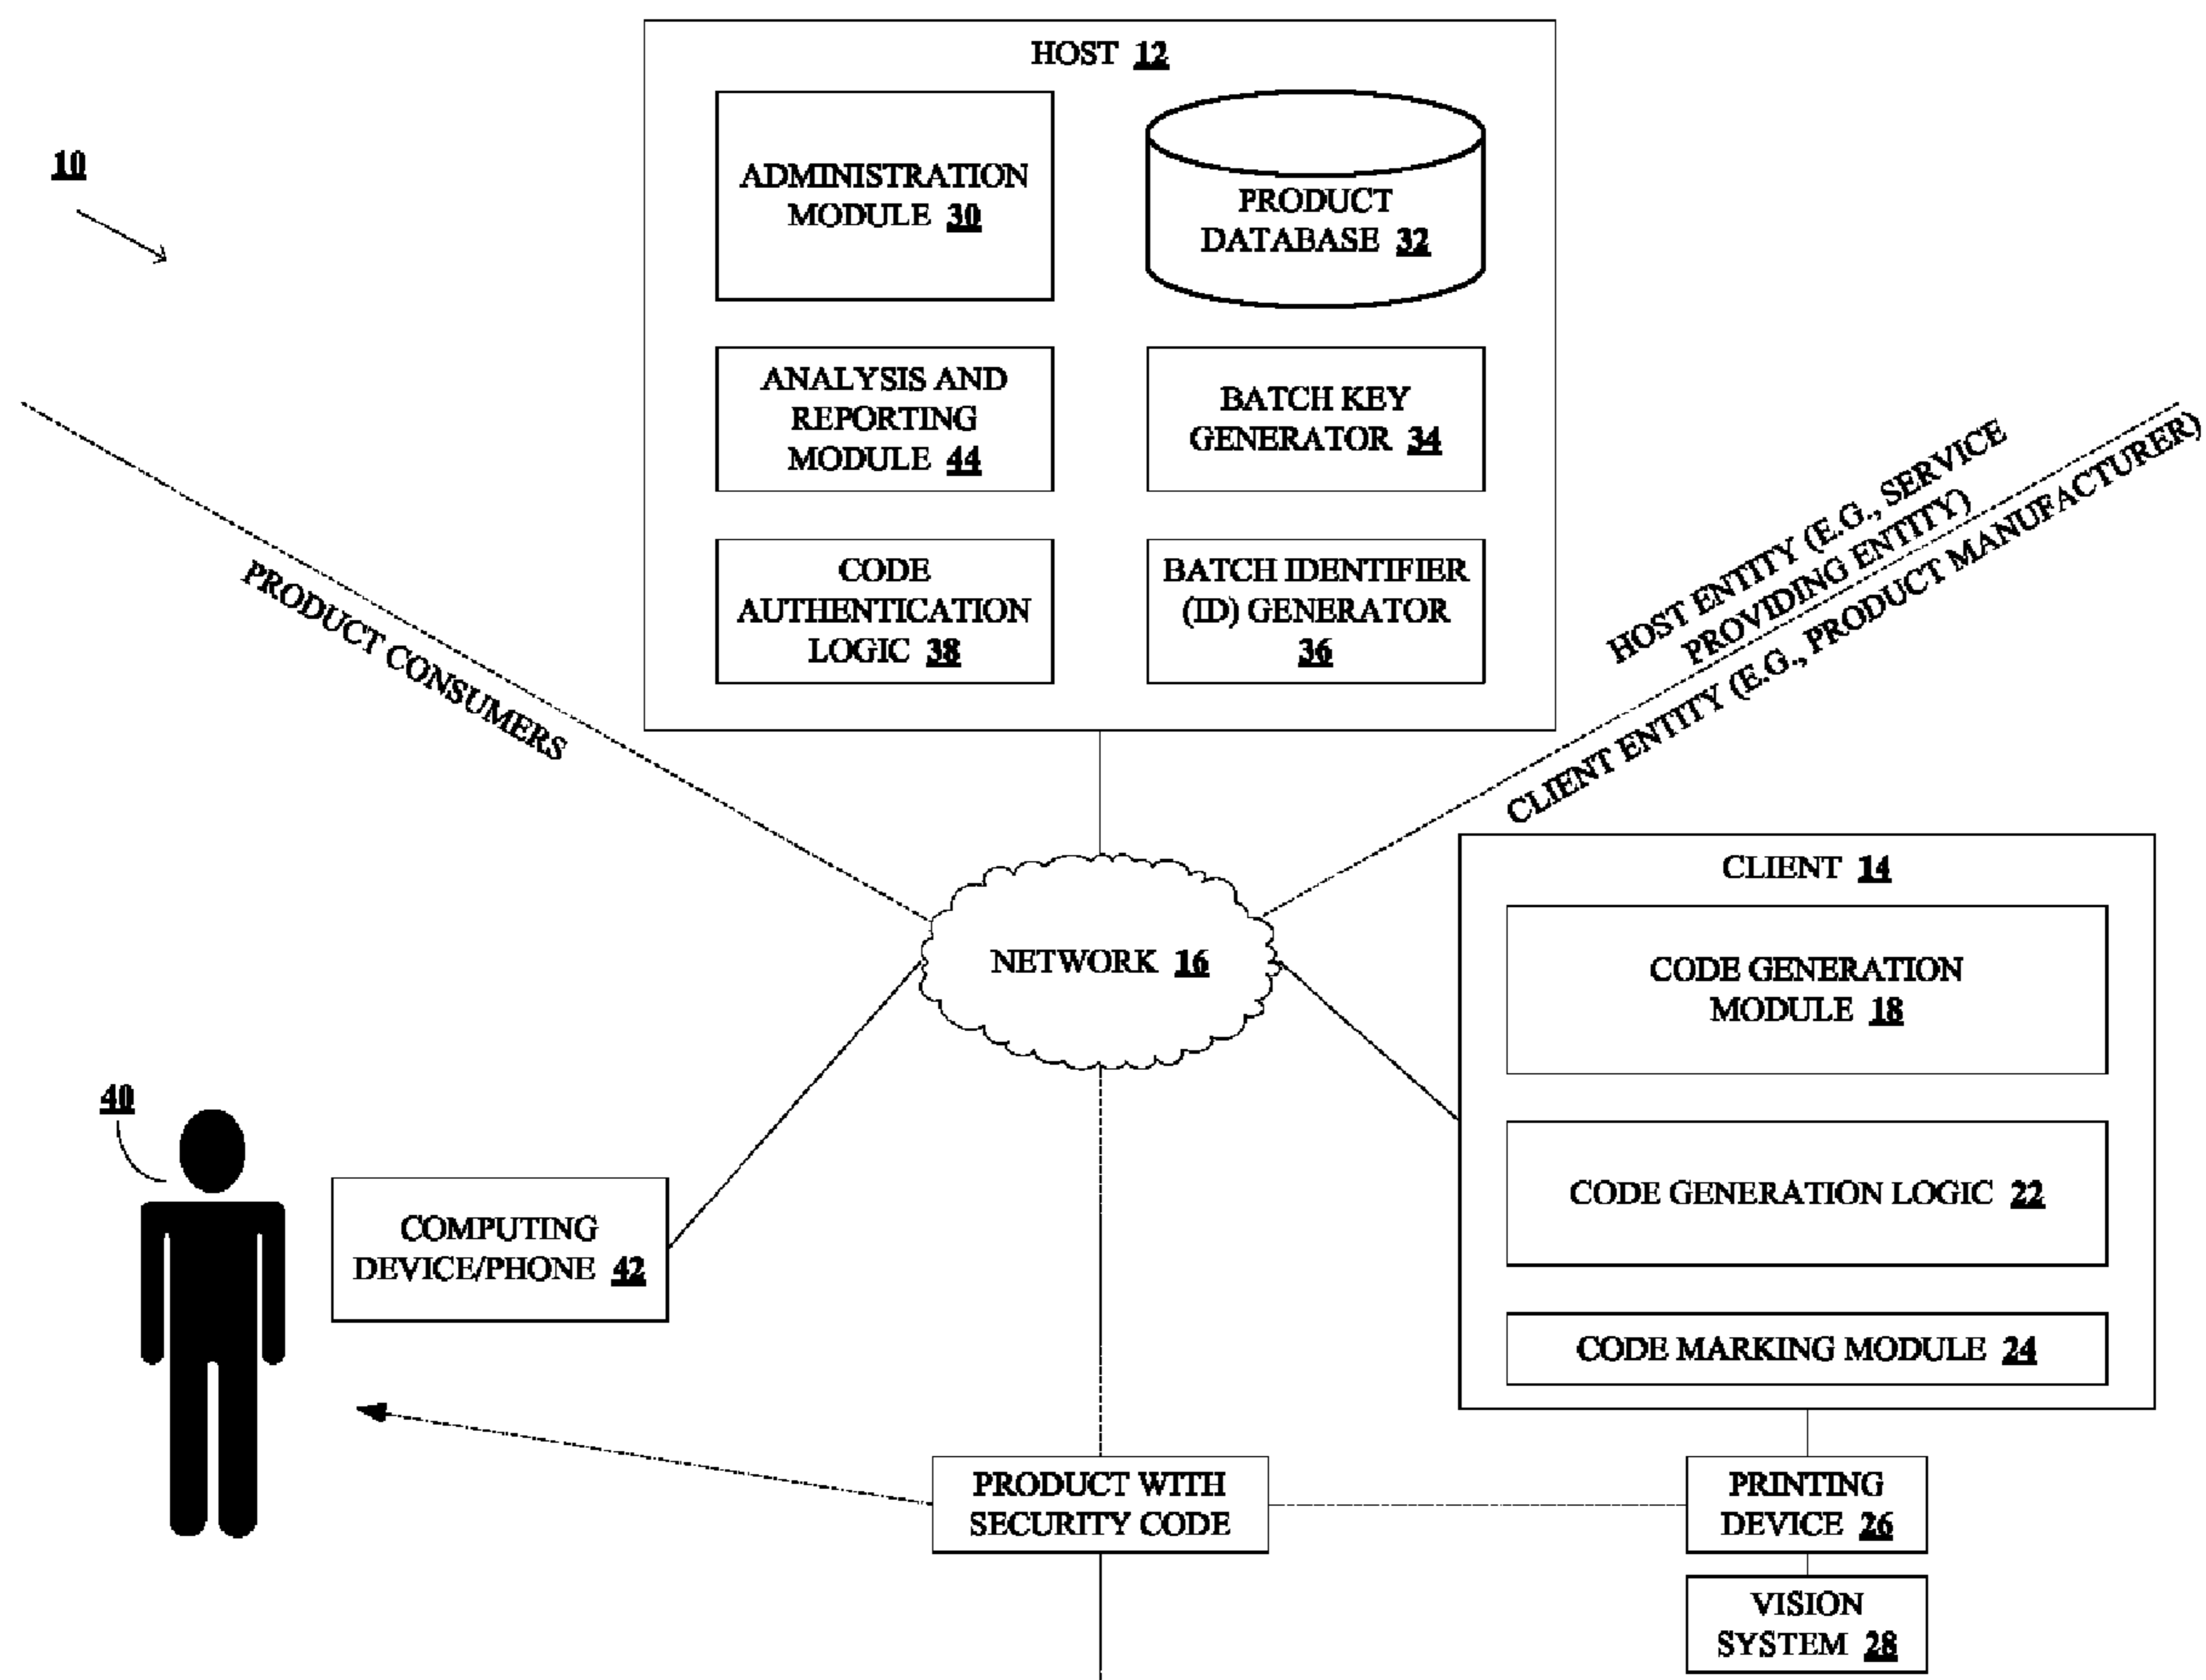 HOST 12
10
ADMINISTRATION
MODULE 30
PRODUCT
DATABASE 32
ANALYSIS AND
REPORTING
MODULE 44
BATCH KEY
GENERATOR 34
CODE
AUTHENTICATION
LOGIC 38
BATCH IDENTIFIER
(ID) GENERATOR
36
PRODUCT CONSUMERS
HOST ENTITY (E.G., SERVICE
PROVIDING ENTITY)
CLIENT ENTITY (E.G., PRODUCT MANUFACTURER)
NETWORK 16
CLIENT 14
CODE GENERATION
MODULE 18
CODE GENERATION LOGIC 22
CODE MARKING MODULE 24
40
COMPUTING
DEVICE/PHONE 42
PRODUCT WITH
SECURITY CODE
PRINTING
DEVICE 26
VISION
SYSTEM 28